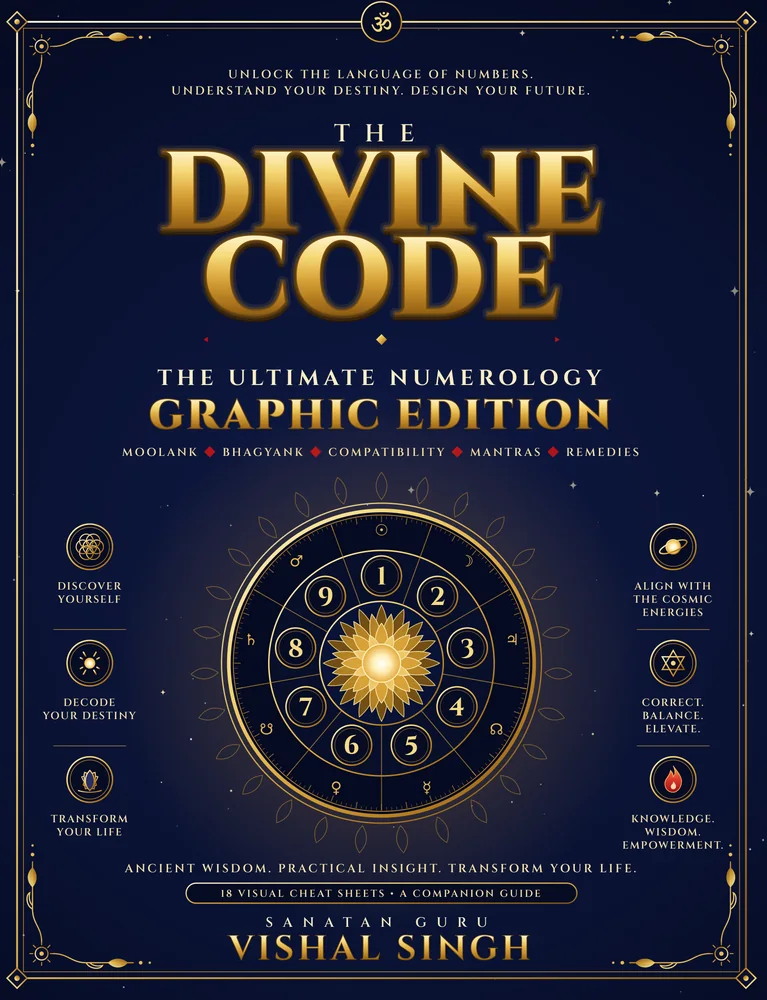 ॐ
UNLOCK THE LANGUAGE OF NUMBERS.
UNDERSTAND YOUR DESTINY. DESIGN YOUR FUTURE.
THE
DIVINE
CODE
THE ULTIMATE NUMEROLOGY
GRAPHIC EDITION
MOOLANK ◆ BHAGYANK ◆ COMPATIBILITY ◆ MANTRAS ◆ REMEDIES
DISCOVER
YOURSELF
DECODE
YOUR DESTINY
TRANSFORM
YOUR LIFE
☉
☽
♃
☊
☿
♀
☋
♄
♂
1
2
3
4
5
6
7
8
9
ALIGN WITH
THE COSMIC
ENERGIES
CORRECT.
BALANCE.
ELEVATE.
KNOWLEDGE.
WISDOM.
EMPOWERMENT.
ANCIENT WISDOM. PRACTICAL INSIGHT. TRANSFORM YOUR LIFE.
18 VISUAL CHEAT SHEETS • A COMPANION GUIDE
SANATAN GURU
VISHAL SINGH